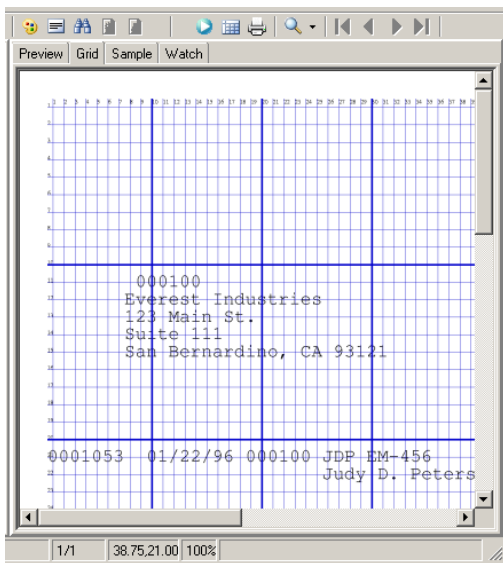 Preview Grid Sample Watch
000100
Everest Industries
123 Main St.
Suite 111
San Bernardino, CA 93121
0001053 01/22/96 000100 JDP EM-456
Judy D. Peters
1/1 38.75,21.00 100%